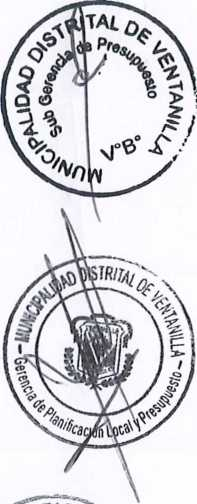 MUNICIPALIDAD DISTRITAL DE VENTANILLA
Sub Gerencia de Presupuesto
V°B°
MUNICIPALIDAD DISTRITAL DE VENTANILLA
Gerencia de Planificación Local y Presupuesto